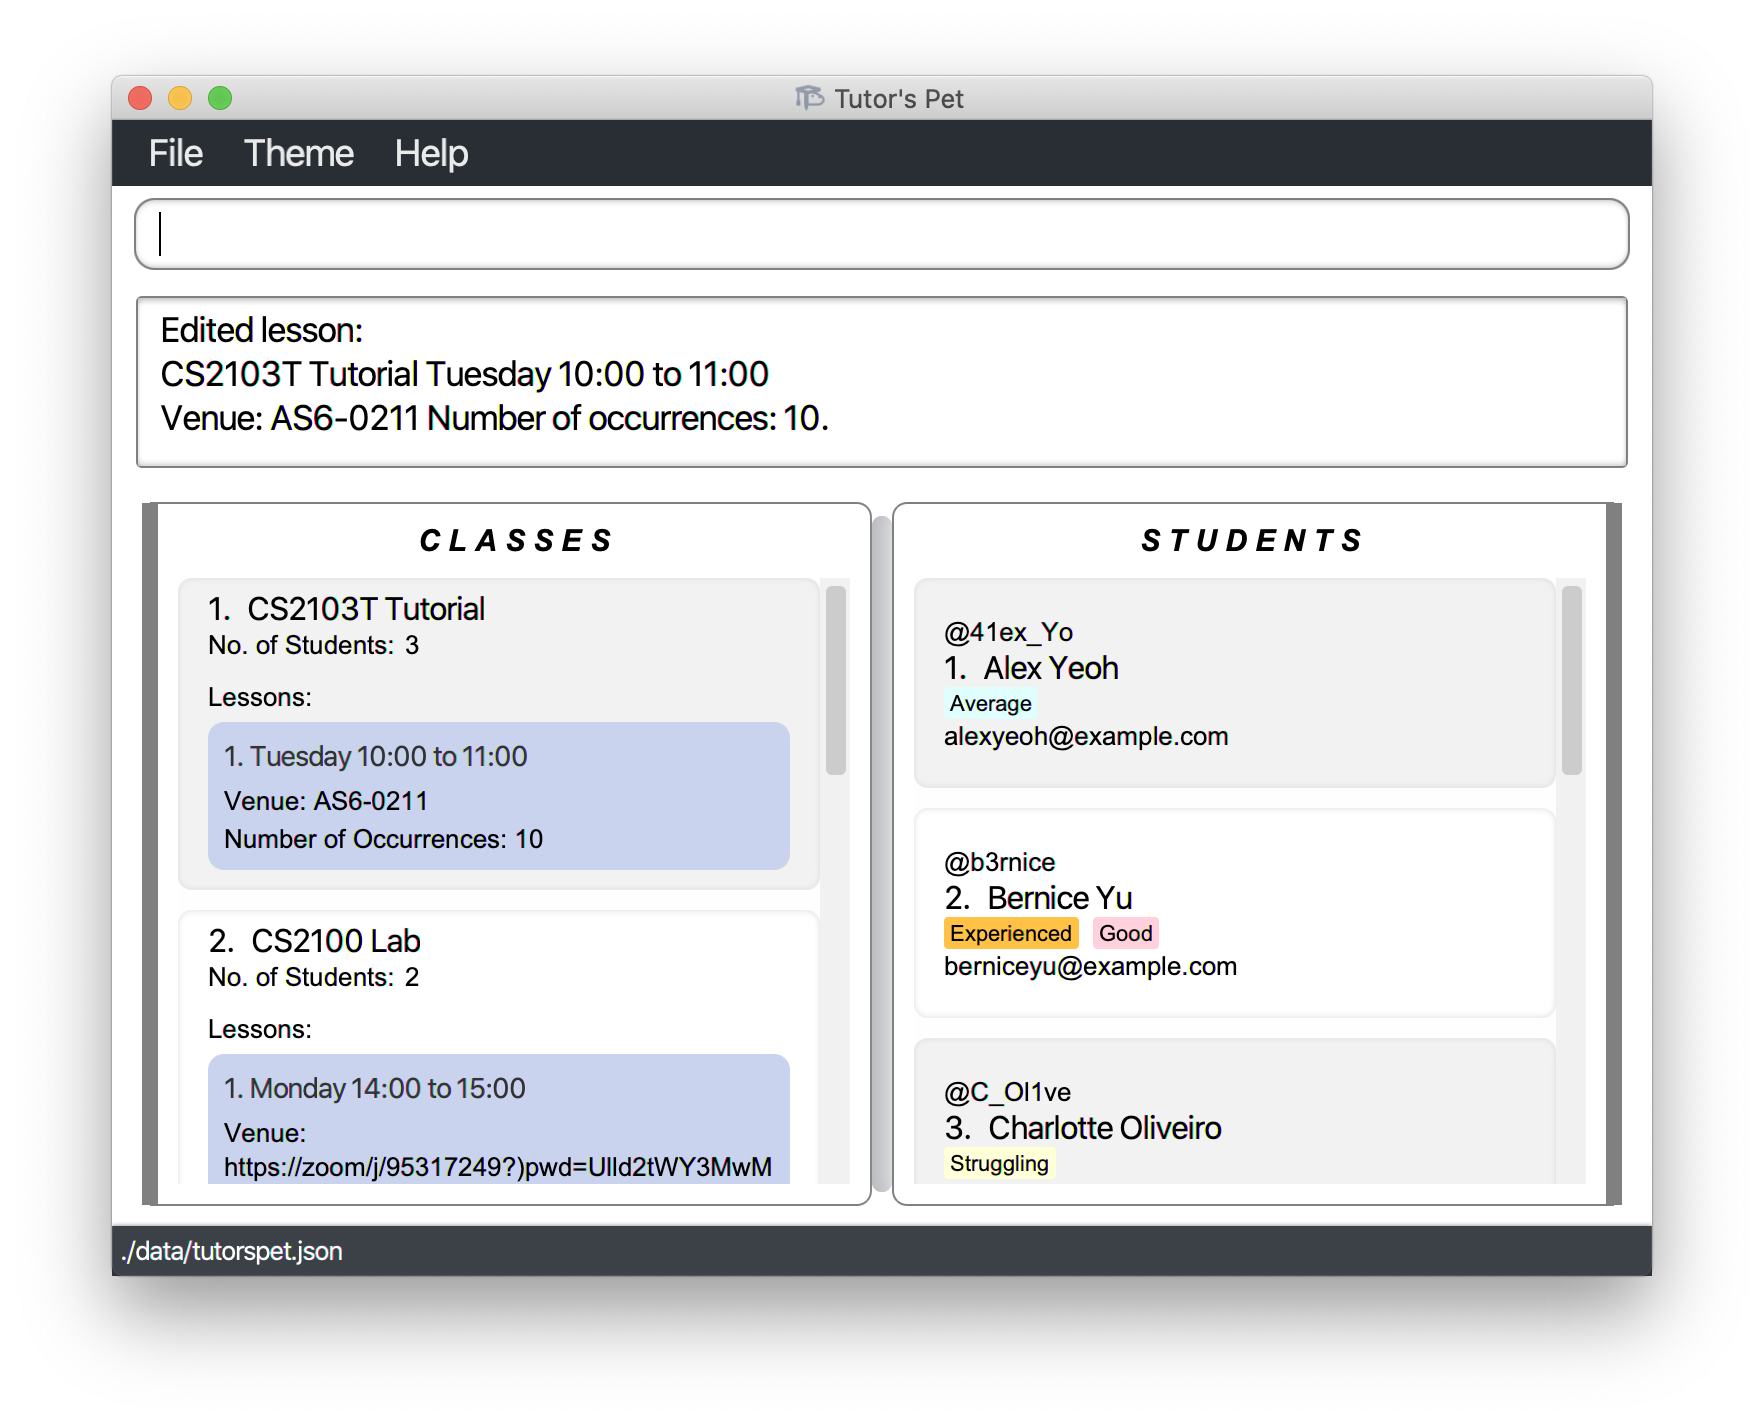 Tutor's Pet
File Theme Help
Edited lesson:
CS2103T Tutorial Tuesday 10:00 to 11:00
Venue: AS6-0211 Number of occurrences: 10.
CLASSES
1. CS2103T Tutorial
No. of Students: 3
Lessons:
1. Tuesday 10:00 to 11:00
Venue: AS6-0211
Number of Occurrences: 10
2. CS2100 Lab
No. of Students: 2
Lessons:
1. Monday 14:00 to 15:00
Venue:
https://zoom/j/95317249?)pwd=UlId2tWY3MwM
STUDENTS
@41ex_Yo
1. Alex Yeoh
Average
alexyeoh@example.com
@b3rnice
2. Bernice Yu
Experienced Good
berniceyu@example.com
@C_Ol1ve
3. Charlotte Oliveiro
Struggling
./data/tutorspet.json